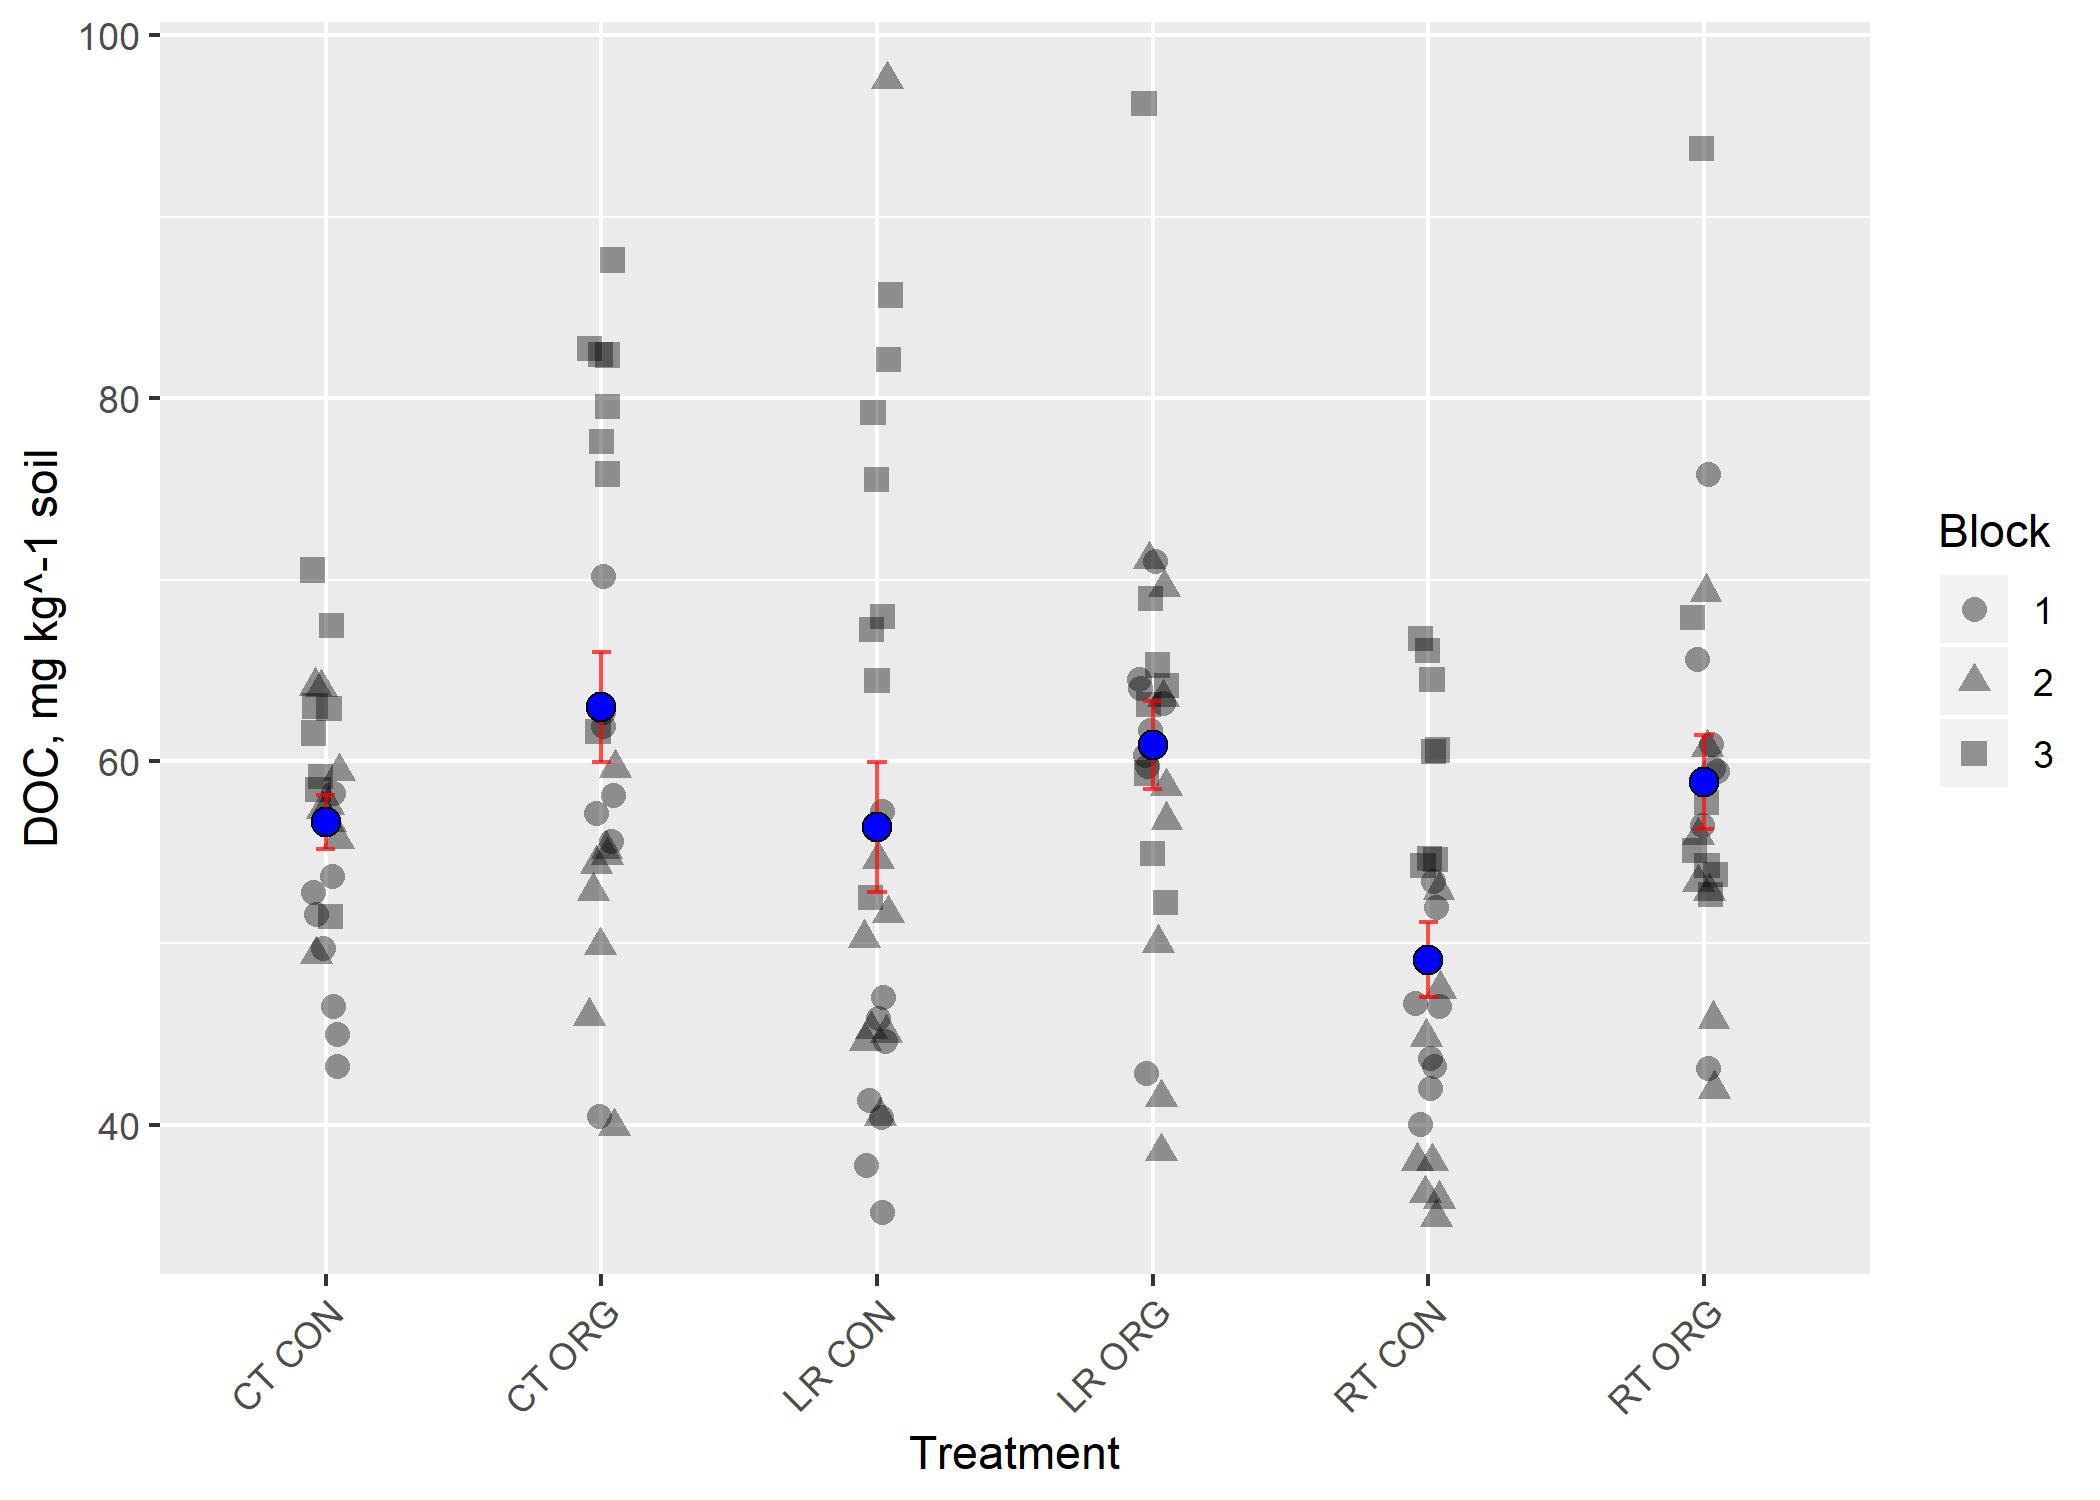 100
80
60
40
DOC, mg kg^-1 soil
CT CON
CT ORG
LR CON
LR ORG
RT CON
RT ORG
Treatment
Block
1
2
3